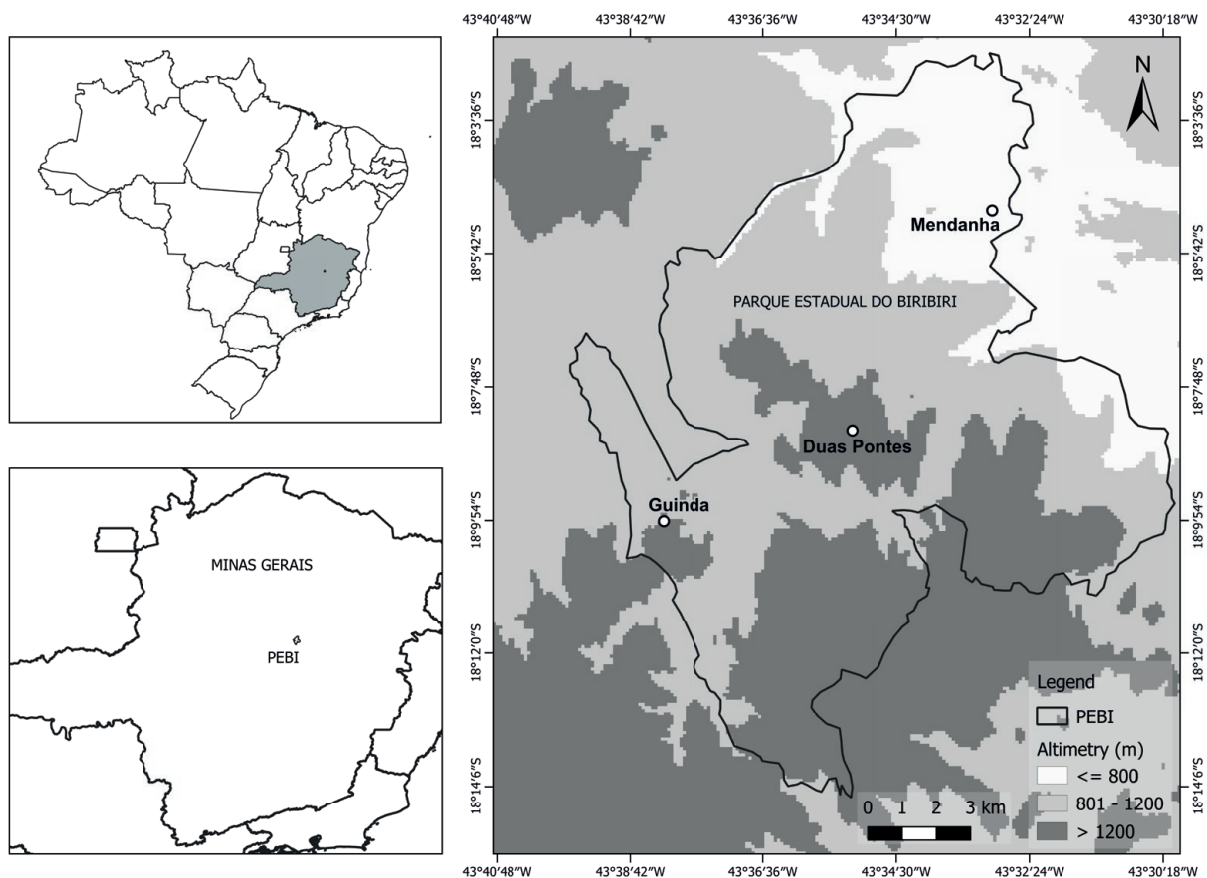 43°40'48"W 43°38'42"W 43°36'36"W 43°34'30"W 43°32'24"W 43°30'18"W
N
18°3'36"S
18°3'36"S
Mendanha
18°5'42"S
18°5'42"S
PARQUE ESTADUAL DO BIRIBIRI
18°7'48"S
18°7'48"S
Duas Pontes
Guinda
18°9'54"S
18°9'54"S
MINAS GERAIS
PEBI
18°12'0"S
18°12'0"S
Legend
PEBI
Altimetry (m)
<= 800
801 - 1200
> 1200
18°14'6"S
18°14'6"S
0 1 2 3 km
43°40'48"W 43°38'42"W 43°36'36"W 43°34'30"W 43°32'24"W 43°30'18"W